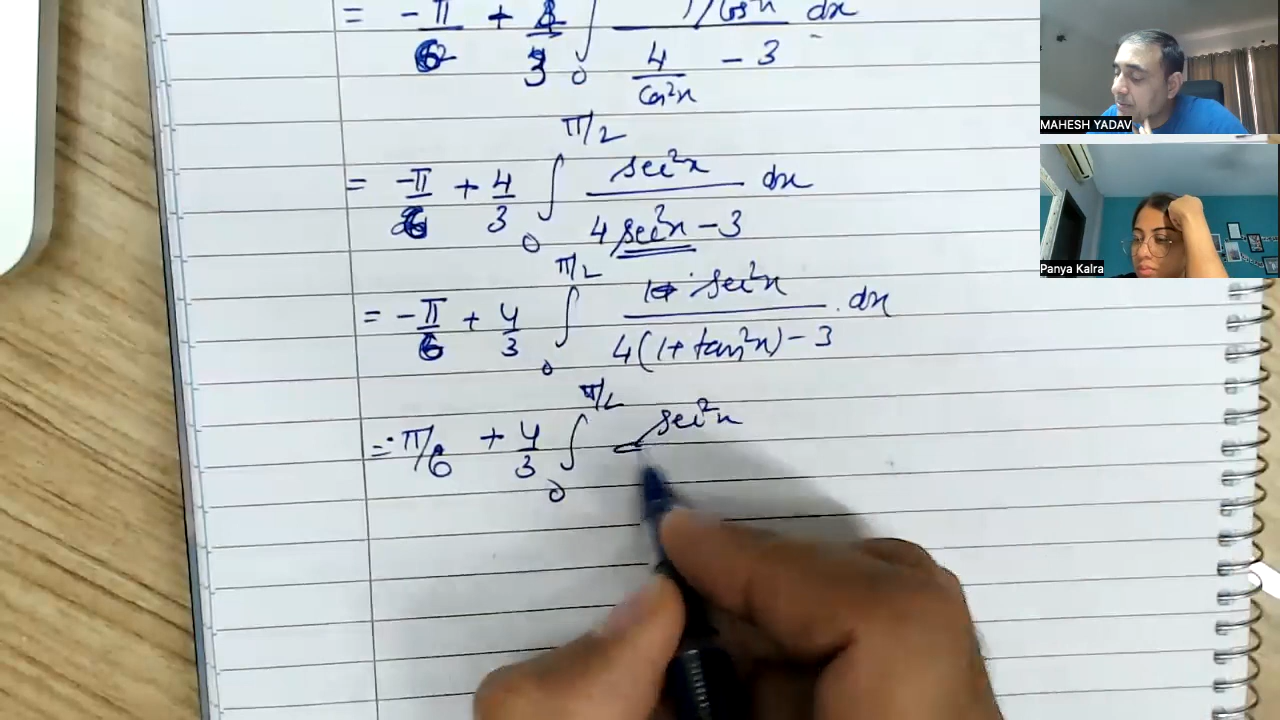 = -π/6 + 4/3 ∫₀ 1/cos²x / (4/cos²x - 3) dx
= -π/6 + 4/3 ∫₀^π/2 sec²x / (4 sec²x - 3) dx
= -π/6 + 4/3 ∫₀^π/2 sec²x / (4(1+tan²x) - 3) . dx
= -π/6 + 4/3 ∫₀^π/2 sec²x
MAHESH YADAV
Panya Kalra